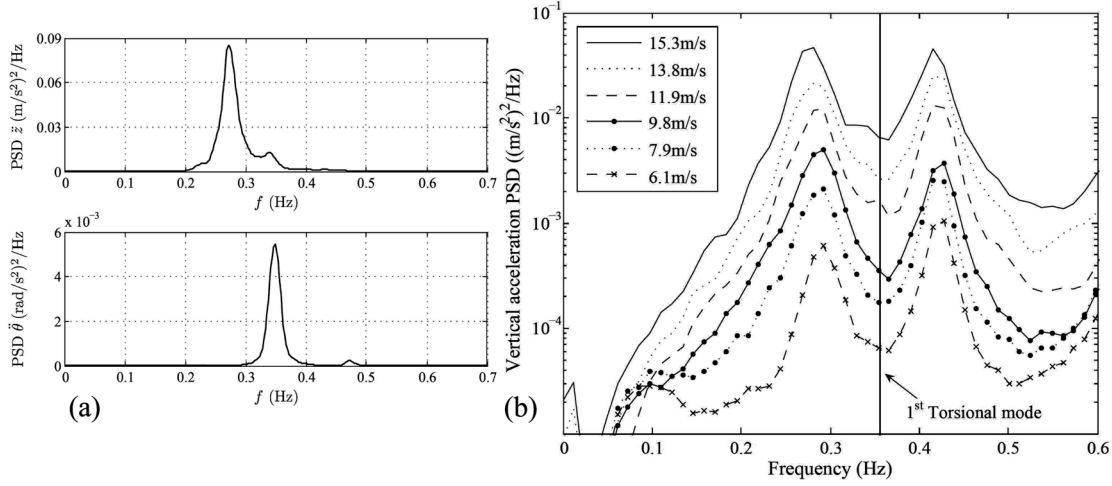 0.09
0.06
0.03
0
PSD z̈ (m/s²)²/Hz
0 0.1 0.2 0.3 0.4 0.5 0.6 0.7
f (Hz)
x 10⁻³
6
4
2
0
PSD θ̈ (rad/s²)²/Hz
0 0.1 0.2 0.3 0.4 0.5 0.6 0.7
f (Hz)
(a)
10⁻¹
10⁻²
10⁻³
10⁻⁴
Vertical acceleration PSD ((m/s²)²/Hz)
15.3m/s
13.8m/s
11.9m/s
9.8m/s
7.9m/s
6.1m/s
1st Torsional mode
0 0.1 0.2 0.3 0.4 0.5 0.6
Frequency (Hz)
(b)